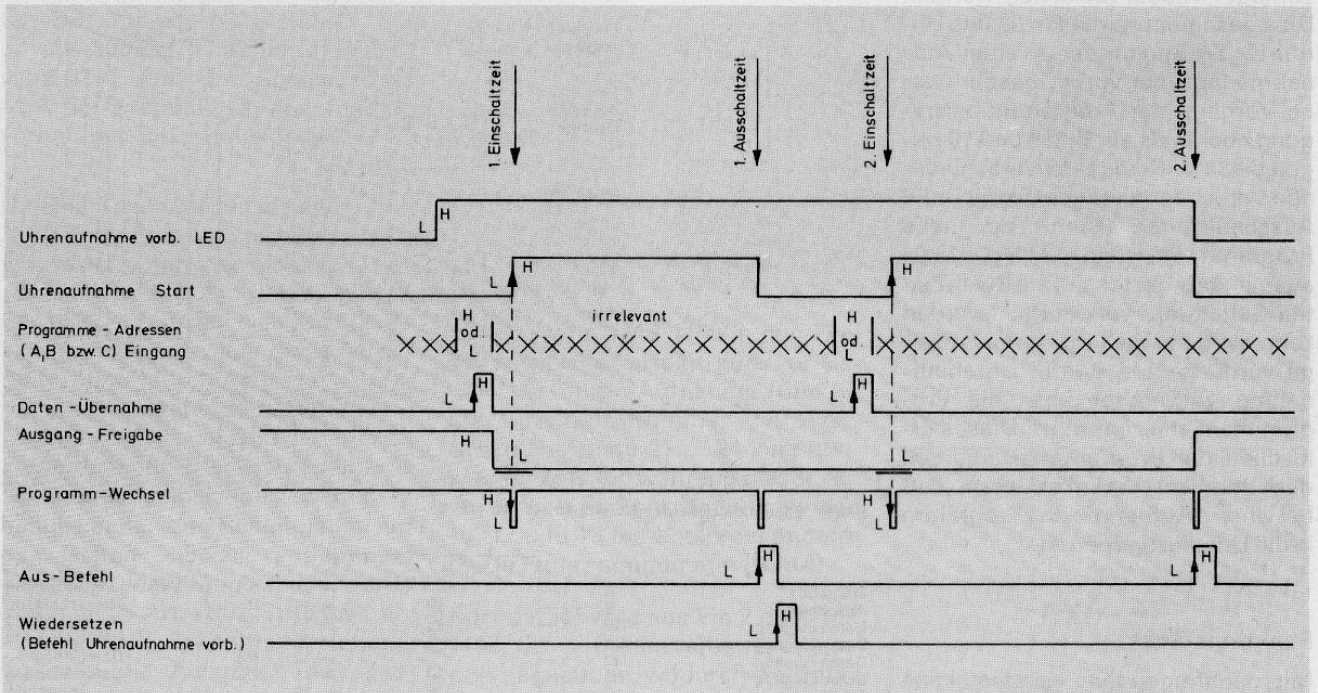 1. Einschaltzeit
1. Ausschaltzeit
2. Einschaltzeit
2. Ausschaltzeit
Uhrenaufnahme vorb. LED
L H
Uhrenaufnahme Start
L H
L H
Programme - Adressen
(A,B bzw. C) Eingang
H
od.
L
irrelevant
H
od.
L
Daten - Übernahme
L H
L H
Ausgang - Freigabe
H L
L
Programm - Wechsel
H
L
H
L
Aus - Befehl
L H
L H
Wiedersetzen
(Befehl Uhrenaufnahme vorb.)
L H